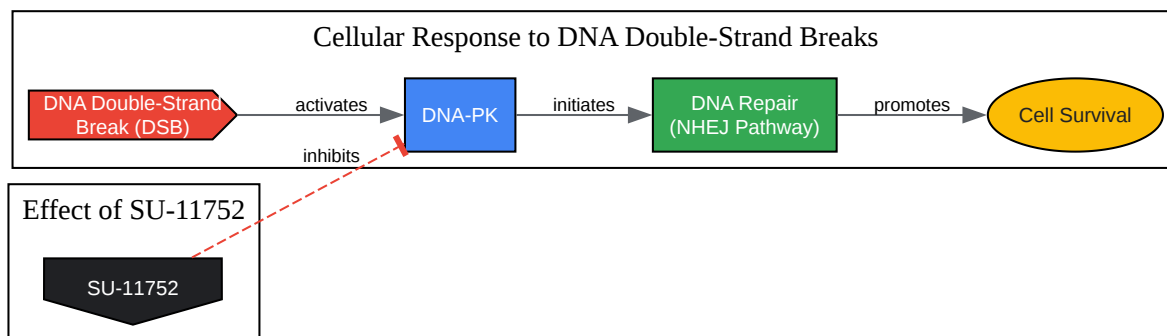 Cellular Response to DNA Double-Strand Breaks
DNA Double-Strand
Break (DSB)
activates
DNA-PK
initiates
DNA Repair
(NHEJ Pathway)
promotes
Cell Survival
inhibits
Effect of SU-11752
SU-11752